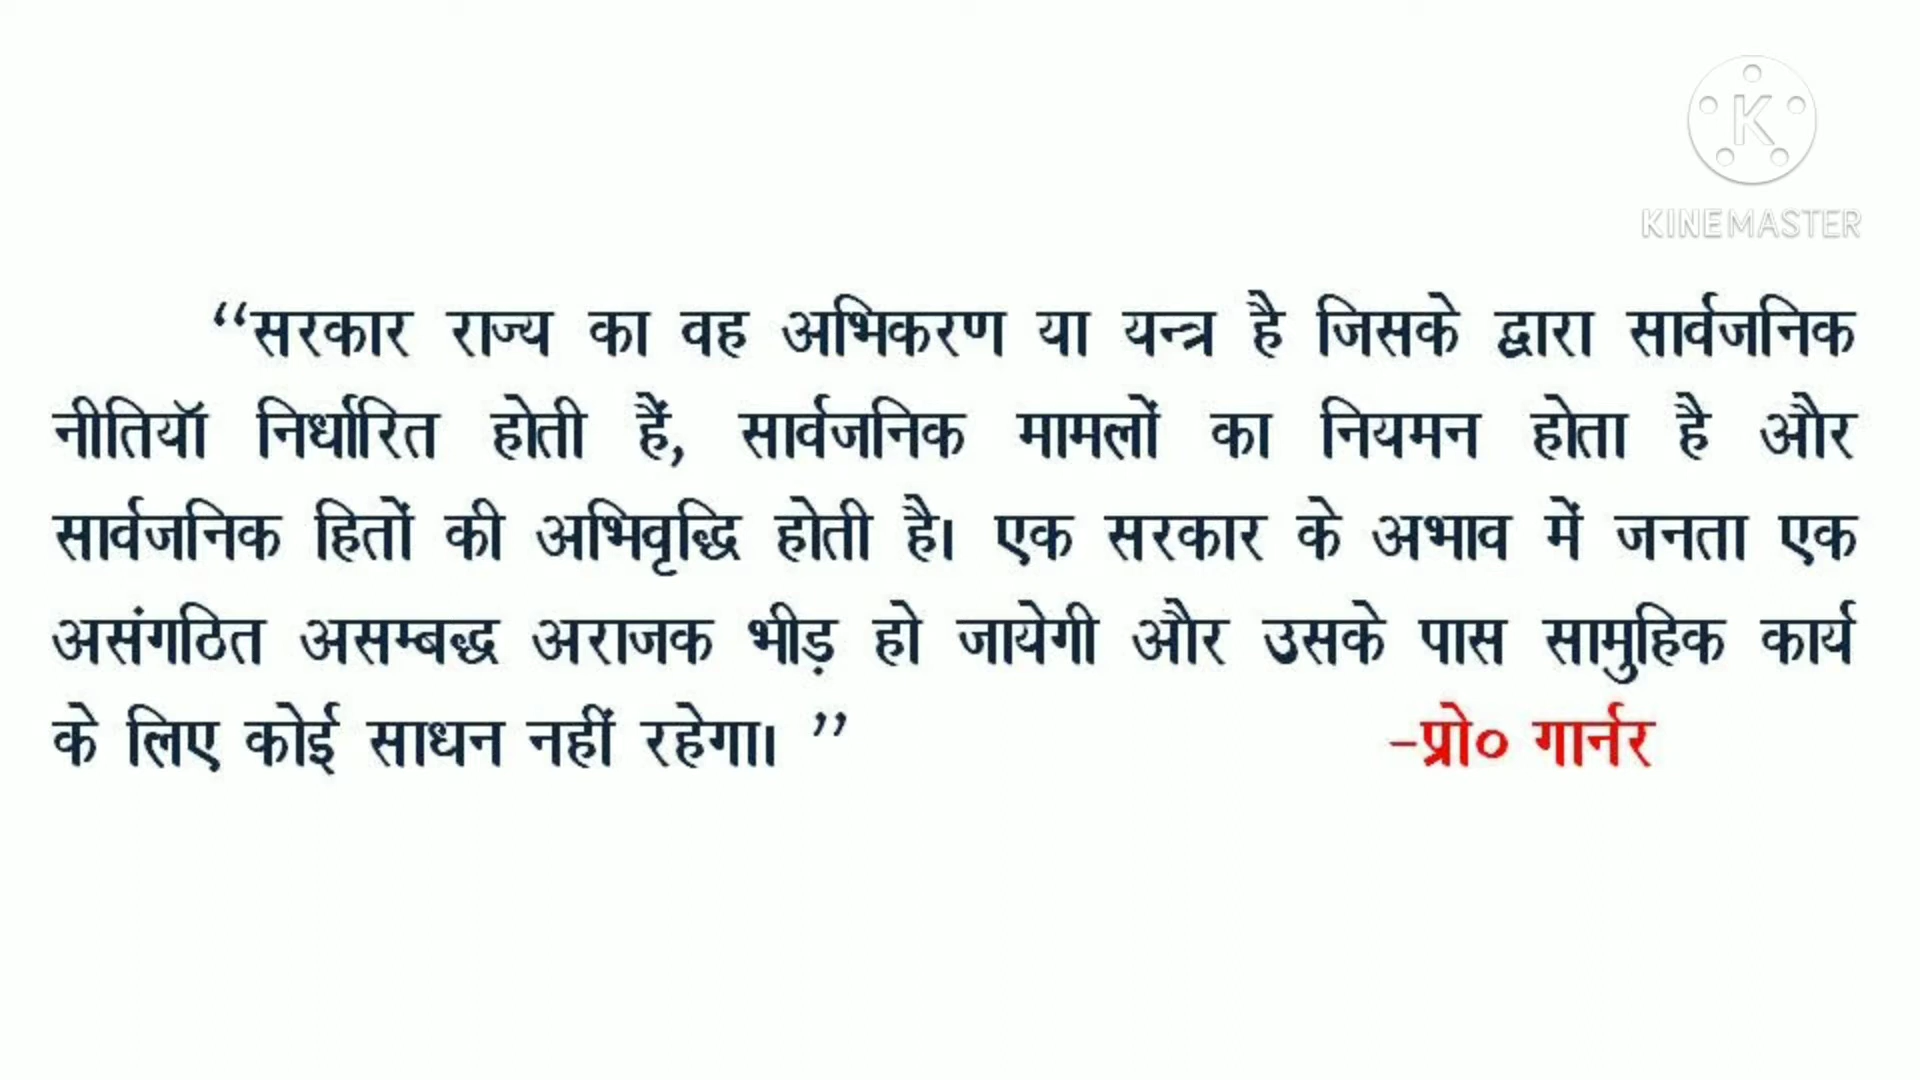 K
KINEMASTER
“सरकार राज्य का वह अभिकरण या यन्त्र है जिसके द्वारा सार्वजनिक
नीतियॉ निर्धारित होती हैं, सार्वजनिक मामलों का नियमन होता है और
सार्वजनिक हितों की अभिवृद्धि होती है। एक सरकार के अभाव में जनता एक
असंगठित असम्बद्ध अराजक भीड़ हो जायेगी और उसके पास सामुहिक कार्य
के लिए कोई साधन नहीं रहेगा। ” -प्रो० गार्नर